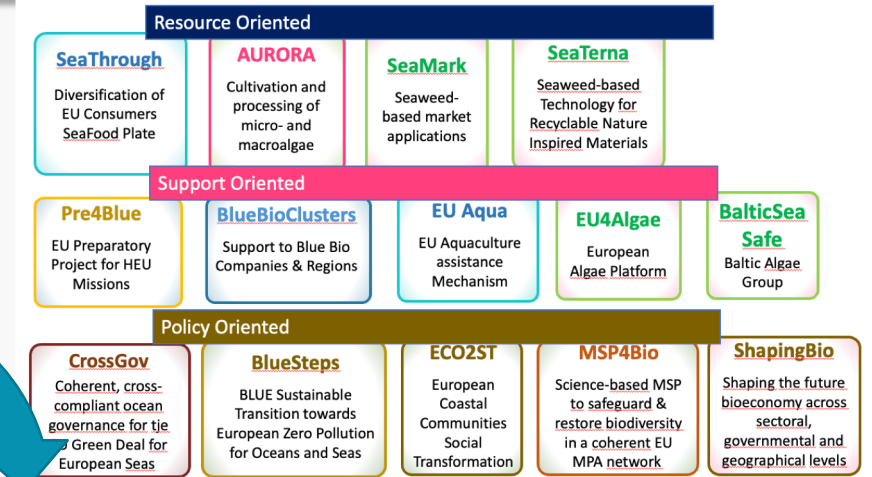 Resource Oriented
SeaThrough
Diversification of
EU Consumers
SeaFood Plate
AURORA
Cultivation and
processing of
micro- and
macroalgae
SeaMark
Seaweed-
based market
applications
SeaTerna
Seaweed-based
Technology for
Recyclable Nature
Inspired Materials
Support Oriented
Pre4Blue
EU Preparatory
Project for HEU
Missions
BlueBioClusters
Support to Blue Bio
Companies & Regions
EU Aqua
EU Aquaculture
assistance
Mechanism
EU4Algae
European
Algae Platform
BalticSea
Safe
Baltic Algae
Group
Policy Oriented
CrossGov
Coherent, cross-
compliant ocean
governance for tje
Green Deal for
European Seas
BlueSteps
BLUE Sustainable
Transition towards
European Zero Pollution
for Oceans and Seas
ECO2ST
European
Coastal
Communities
Social
Transformation
MSP4Bio
Science-based MSP
to safeguard &
restore biodiversity
in a coherent EU
MPA network
ShapingBio
Shaping the future
bioeconomy across
sectoral,
governmental and
geographical levels